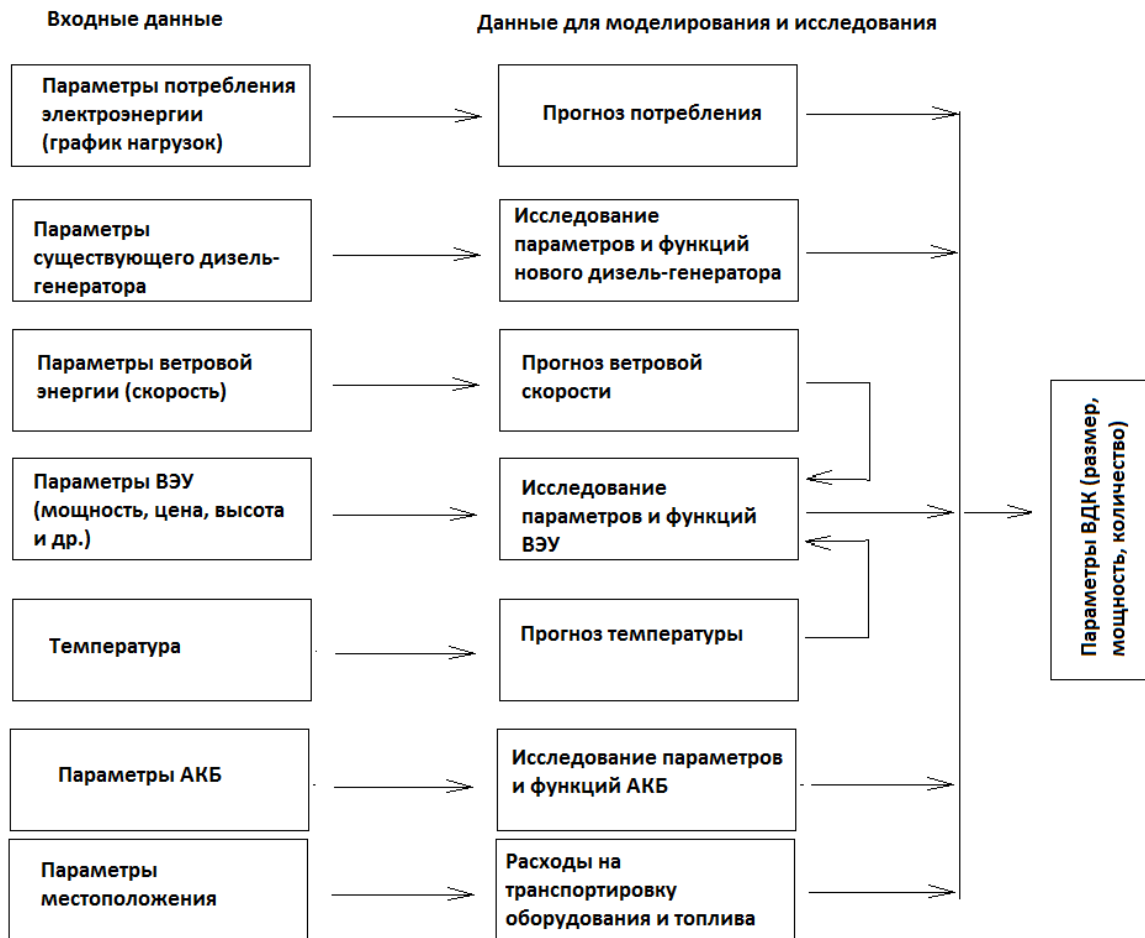 Входные данные
Данные для моделирования и исследования
Параметры потребления
электроэнергии
(график нагрузок)
Прогноз потребления
Параметры
существующего дизель-
генератора
Исследование
параметров и функций
нового дизель-генератора
Параметры ветровой
энергии (скорость)
Прогноз ветровой
скорости
Параметры ВЭУ
(мощность, цена, высота
и др.)
Исследование
параметров и функций
ВЭУ
Температура
Прогноз температуры
Параметры АКБ
Исследование параметров
и функций АКБ
Параметры
местоположения
Расходы на
транспортировку
оборудования и топлива
Параметры ВДК (размер,
мощность, количество)